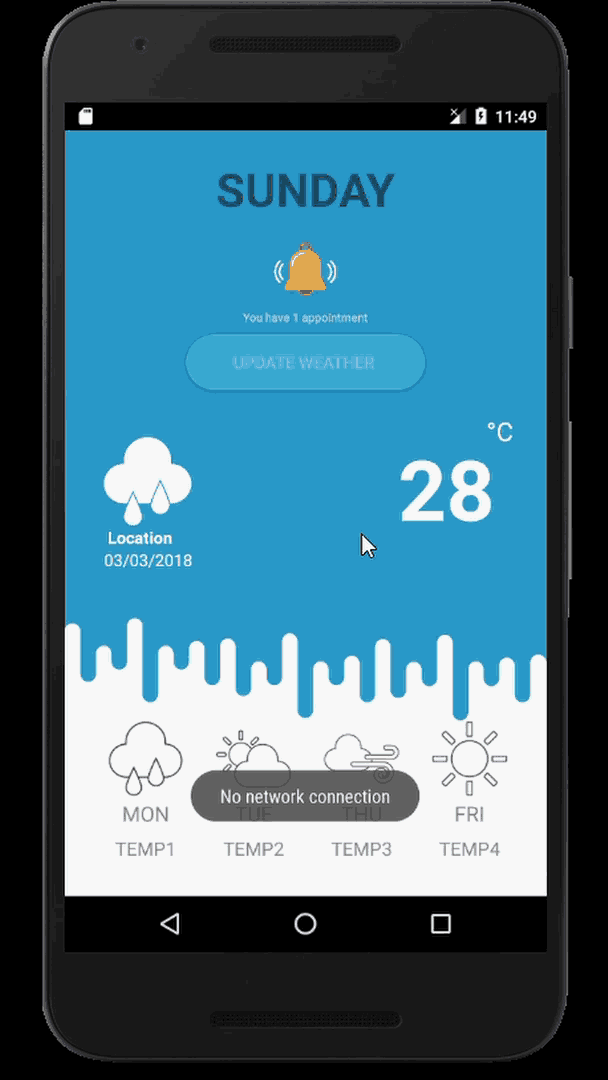 11:49
SUNDAY
You have 1 appointment
UPDATE WEATHER
°C
28
Location
03/03/2018
No network connection
MON TUE THU FRI
TEMP1 TEMP2 TEMP3 TEMP4